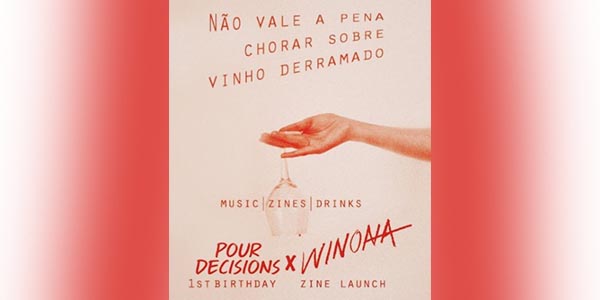 NÃO VALE A PENA
CHORAR SOBRE
VINHO DERRAMADO
MUSIC|ZINES|DRINKS
POUR
DECISIONS X WINONA
1ST BIRTHDAY ZINE LAUNCH